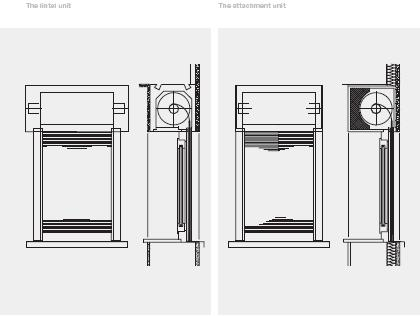 The lintel unit
The attachment unit